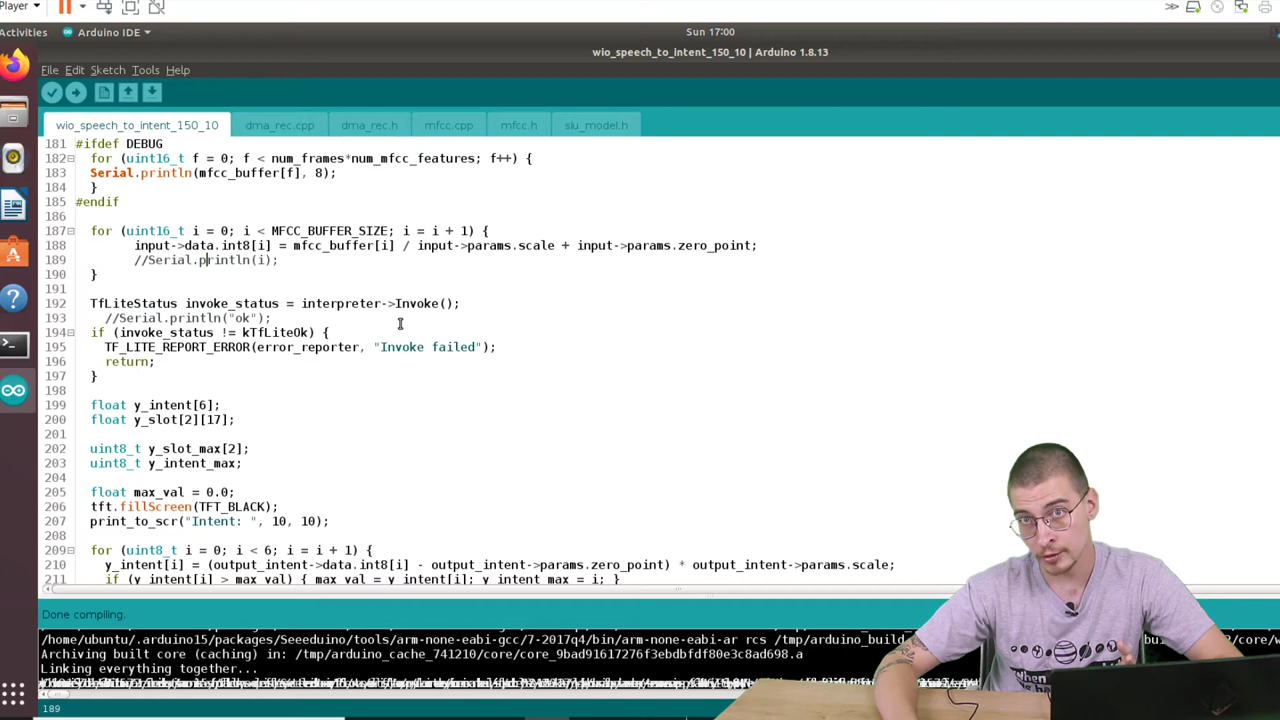 Player
Activities Arduino IDE Sun 17:00
wio_speech_to_intent_150_10 | Arduino 1.8.13
File Edit Sketch Tools Help
wio_speech_to_intent_150_10 dma_rec.cpp dma_rec.h mfcc.cpp mfcc.h slu_model.h
181 #ifdef DEBUG
182 for (uint16_t f = 0; f < num_frames*num_mfcc_features; f++) {
183 Serial.println(mfcc_buffer[f], 8);
184 }
185 #endif
186
187 for (uint16_t i = 0; i < MFCC_BUFFER_SIZE; i = i + 1) {
188 input->data.int8[i] = mfcc_buffer[i] / input->params.scale + input->params.zero_point;
189 //Serial.println(i);
190 }
191
192 TfLiteStatus invoke_status = interpreter->Invoke();
193 //Serial.println("ok");
194 if (invoke_status != kTfLiteOk) {
195 TF_LITE_REPORT_ERROR(error_reporter, "Invoke failed");
196 return;
197 }
198
199 float y_intent[6];
200 float y_slot[2][17];
201
202 uint8_t y_slot_max[2];
203 uint8_t y_intent_max;
204
205 float max_val = 0.0;
206 tft.fillScreen(TFT_BLACK);
207 print_to_scr("Intent: ", 10, 10);
208
209 for (uint8_t i = 0; i < 6; i = i + 1) {
210 y_intent[i] = (output_intent->data.int8[i] - output_intent->params.zero_point) * output_intent->params.scale;
211 if (y_intent[i] > max_val) { max_val = y_intent[i]; y_intent_max = i; }
Done compiling.
/home/ubuntu/.arduino15/packages/Seeeduino/tools/arm-none-eabi-gcc/7-2017q4/bin/arm-none-eabi-ar rcs /tmp/arduino_build_
Archiving built core (caching) in: /tmp/arduino_cache_741210/core/core_9bad91617276f3ebdbfdf80e3c8ad698.a
Linking everything together...
189